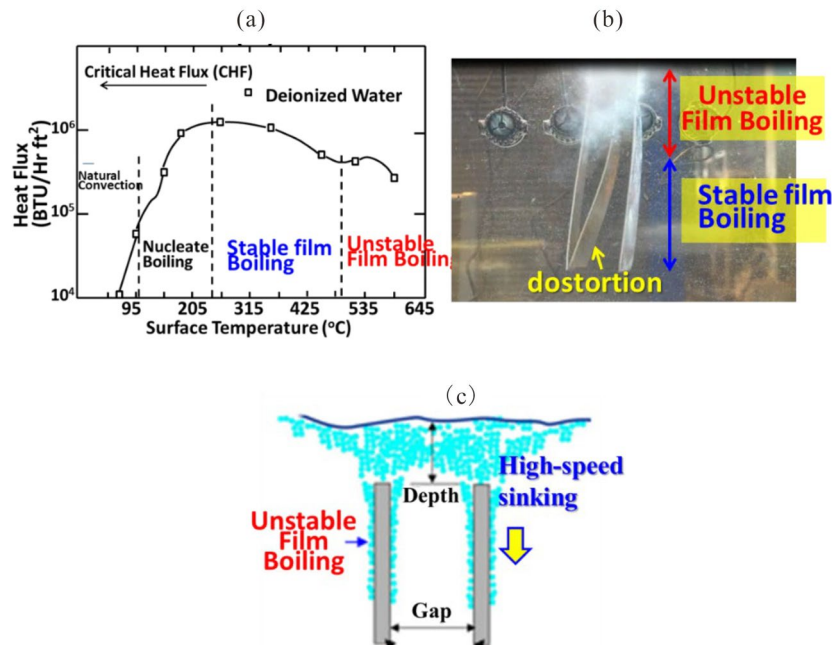 (a)
Critical Heat Flux (CHF)
Deionized Water
Heat Flux
(BTU/Hr ft²)
10⁶
10⁵
10⁴
Natural
Convection
Nucleate
Boiling
Stable film
Boiling
Unstable
Film Boiling
95 205 315 425 535 645
Surface Temperature (°C)
(b)
Unstable
Film Boiling
Stable film
Boiling
dostortion
(c)
High-speed
sinking
Depth
Unstable
Film
Boiling
Gap